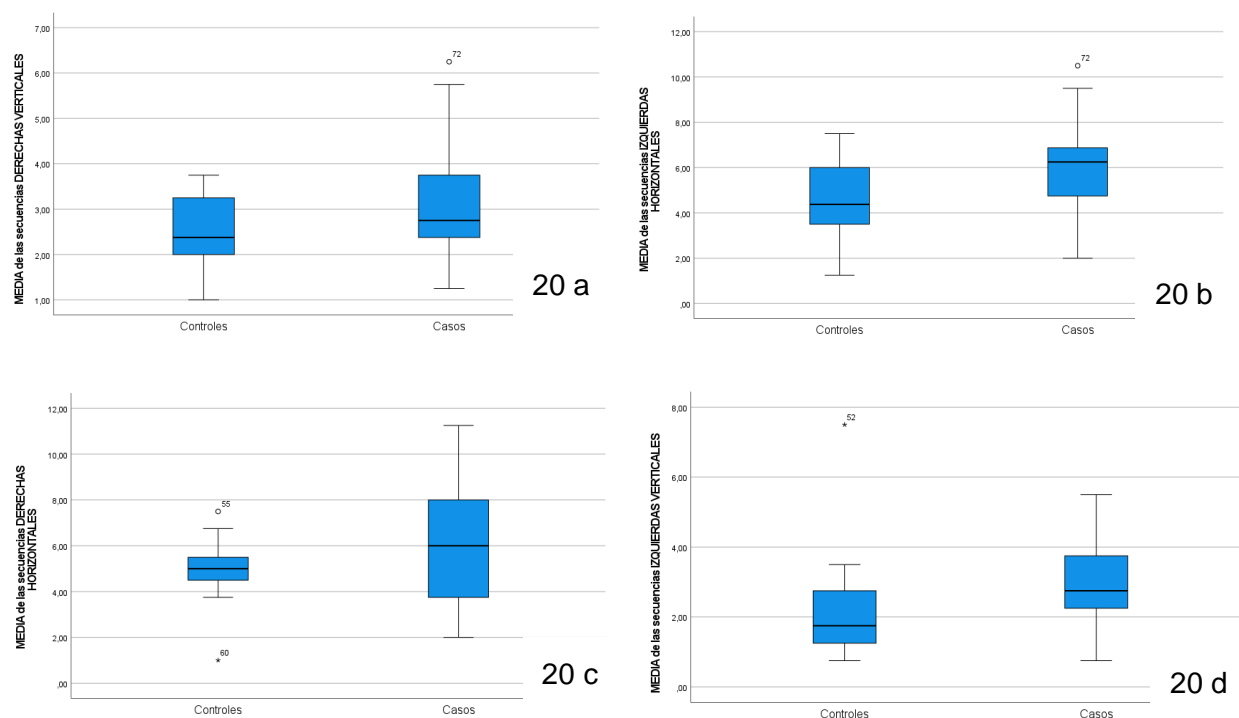 MEDIA de las secuencias DERECHAS VERTICALES
7,00
6,00
5,00
4,00
3,00
2,00
1,00
72
Controles
Casos
20 a
MEDIA de las secuencias IZQUIERDAS
HORIZONTALES
12,00
10,00
8,00
6,00
4,00
2,00
,00
72
Controles
Casos
20 b
MEDIA de las secuencias DERECHAS
HORIZONTALES
12,00
10,00
8,00
6,00
4,00
2,00
,00
55
60
Controles
Casos
20 c
MEDIA de las secuencias IZQUIERDAS VERTICALES
8,00
6,00
4,00
2,00
,00
52
Controles
Casos
20 d